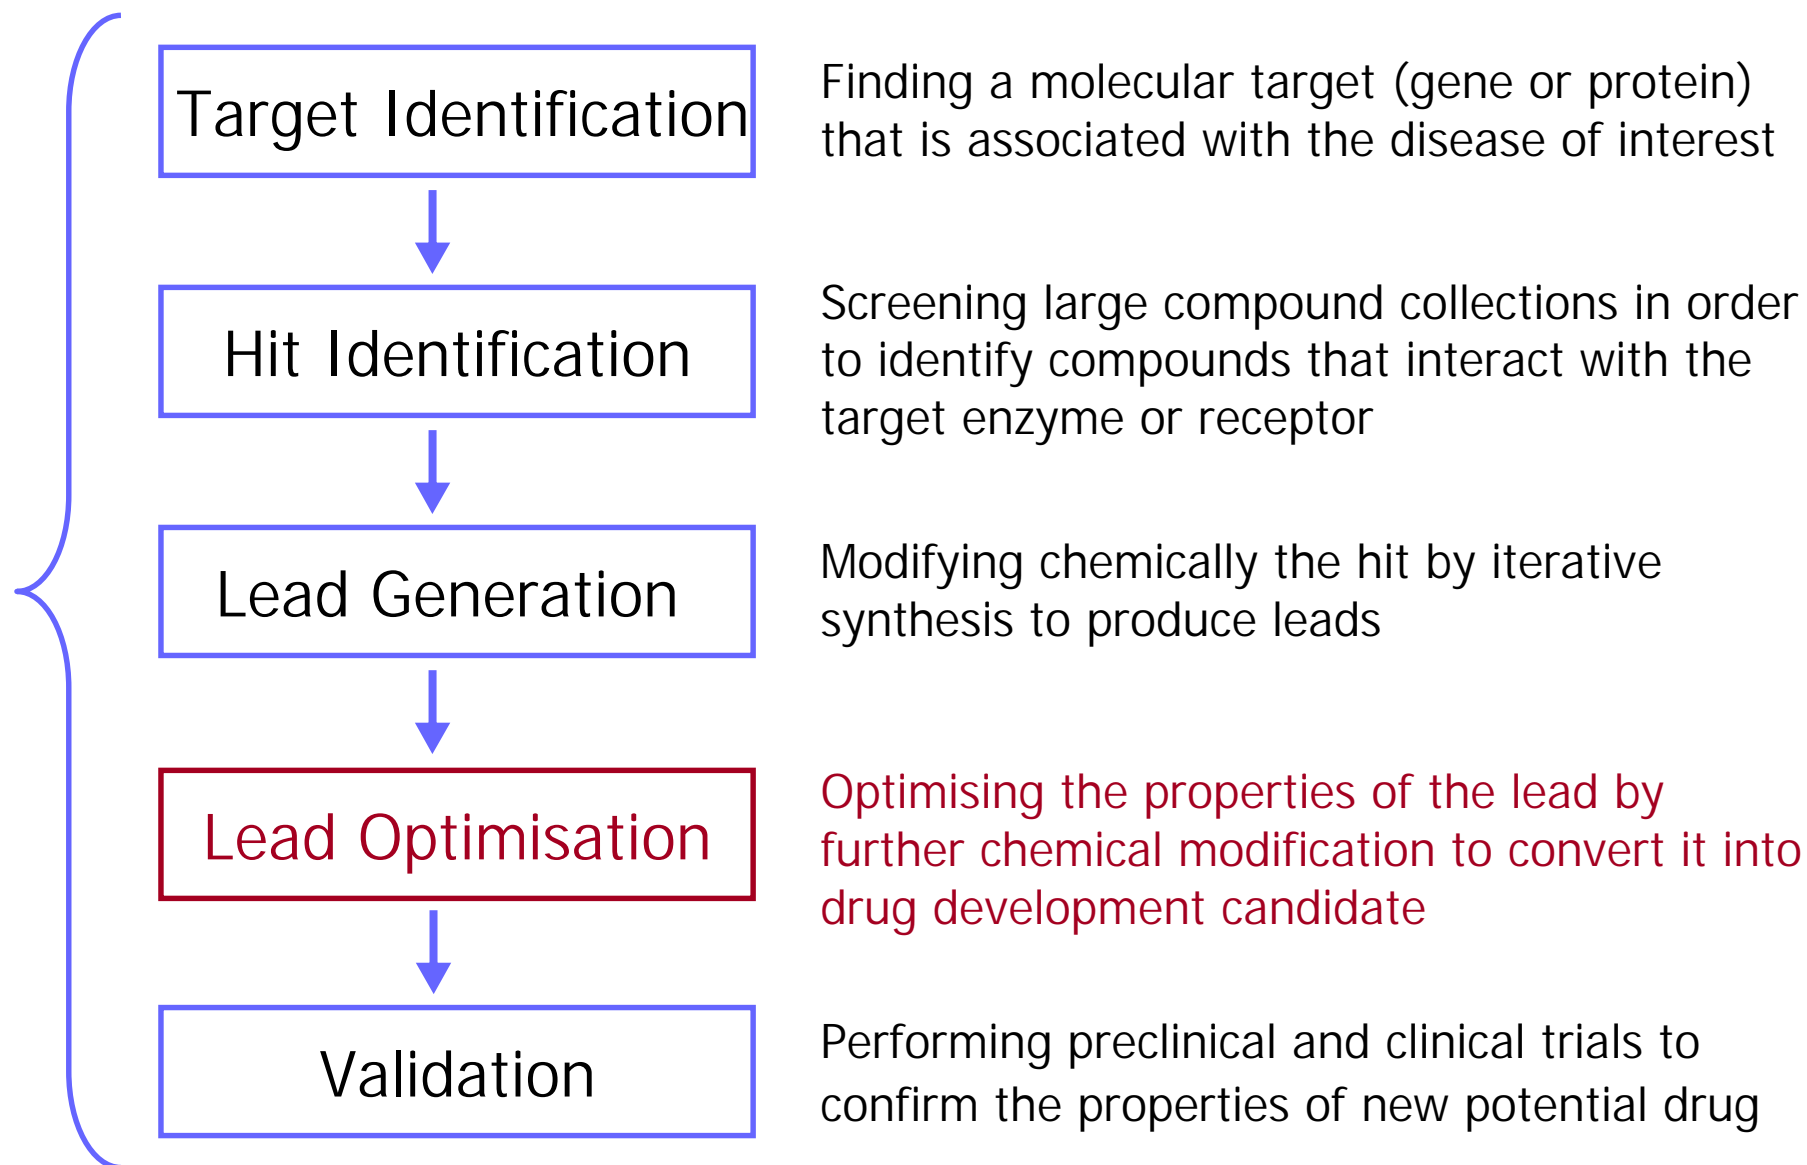 Target Identification
Finding a molecular target (gene or protein)
that is associated with the disease of interest
Hit Identification
Screening large compound collections in order
to identify compounds that interact with the
target enzyme or receptor
Lead Generation
Modifying chemically the hit by iterative
synthesis to produce leads
Lead Optimisation
Optimising the properties of the lead by
further chemical modification to convert it into
drug development candidate
Validation
Performing preclinical and clinical trials to
confirm the properties of new potential drug